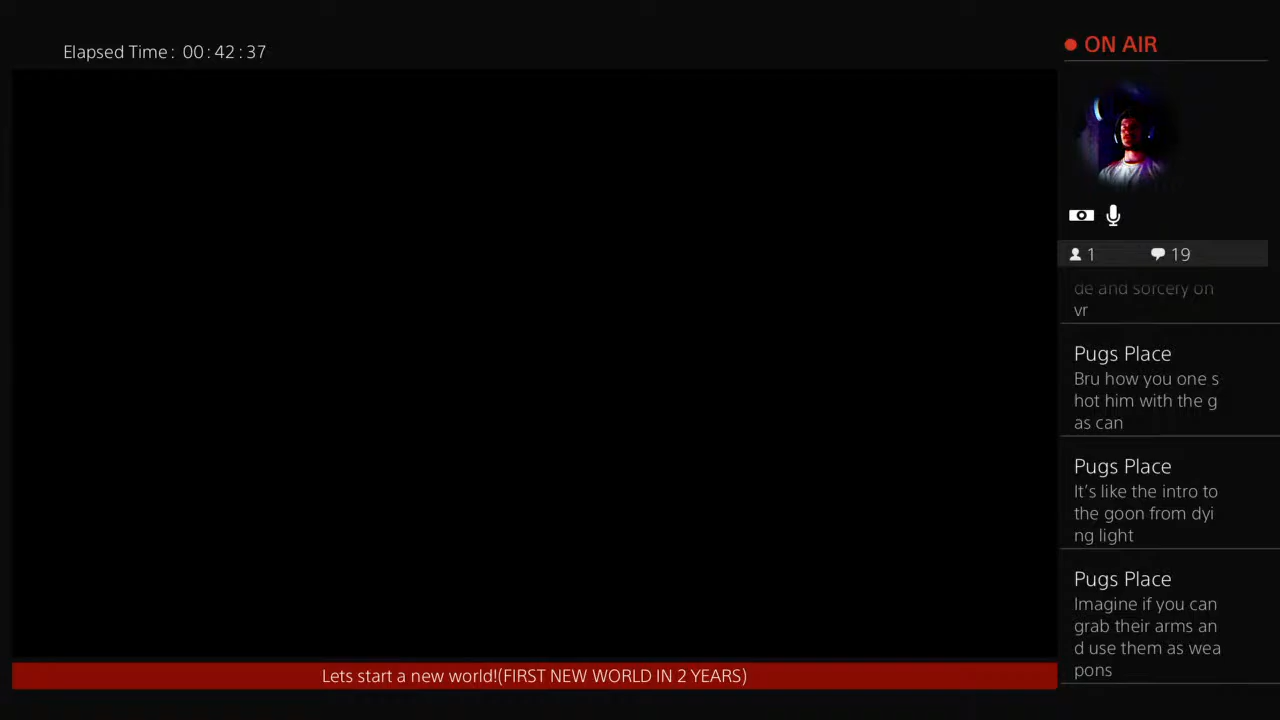 Elapsed Time: 00:42:37
ON AIR
1 19
de and sorcery on
vr
Pugs Place
Bru how you one s
hot him with the g
as can
Pugs Place
It's like the intro to
the goon from dyi
ng light
Pugs Place
Imagine if you can
grab their arms an
d use them as wea
pons
Lets start a new world!(FIRST NEW WORLD IN 2 YEARS)